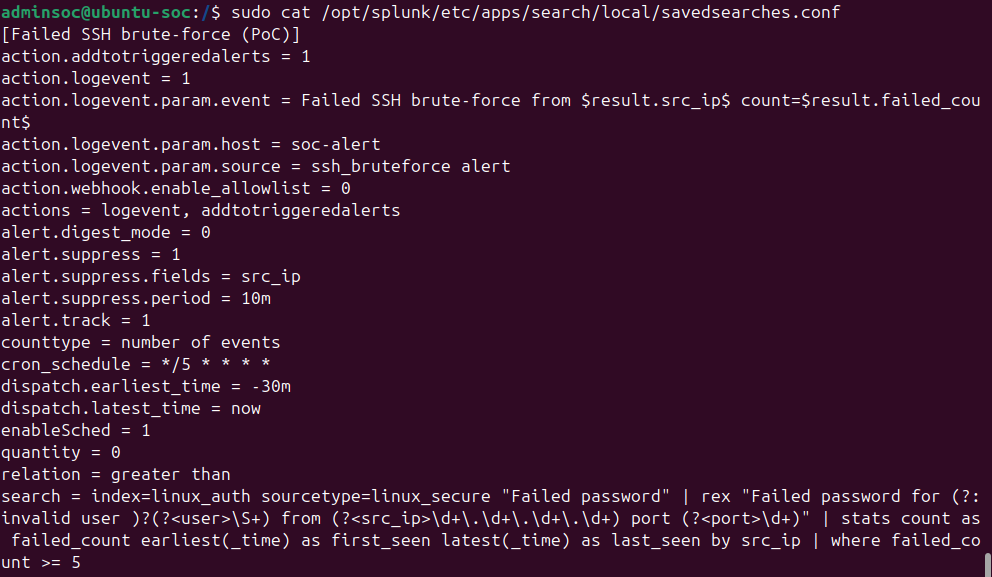 adminsoc@ubuntu-soc:/$ sudo cat /opt/splunk/etc/apps/search/local/savedsearches.conf
[Failed SSH brute-force (PoC)]
action.addtotriggeredalerts = 1
action.logevent = 1
action.logevent.param.event = Failed SSH brute-force from $result.src_ip$ count=$result.failed_cou
nt$
action.logevent.param.host = soc-alert
action.logevent.param.source = ssh_bruteforce alert
action.webhook.enable_allowlist = 0
actions = logevent, addtotriggeredalerts
alert.digest_mode = 0
alert.suppress = 1
alert.suppress.fields = src_ip
alert.suppress.period = 10m
alert.track = 1
counttype = number of events
cron_schedule = */5 * * * *
dispatch.earliest_time = -30m
dispatch.latest_time = now
enableSched = 1
quantity = 0
relation = greater than
search = index=linux_auth sourcetype=linux_secure "Failed password" | rex "Failed password for (?:
invalid user )?(?<user>\S+) from (?<src_ip>\d+\.\d+\.\d+\.\d+) port (?<port>\d+)" | stats count as
 failed_count earliest(_time) as first_seen latest(_time) as last_seen by src_ip | where failed_co
unt >= 5